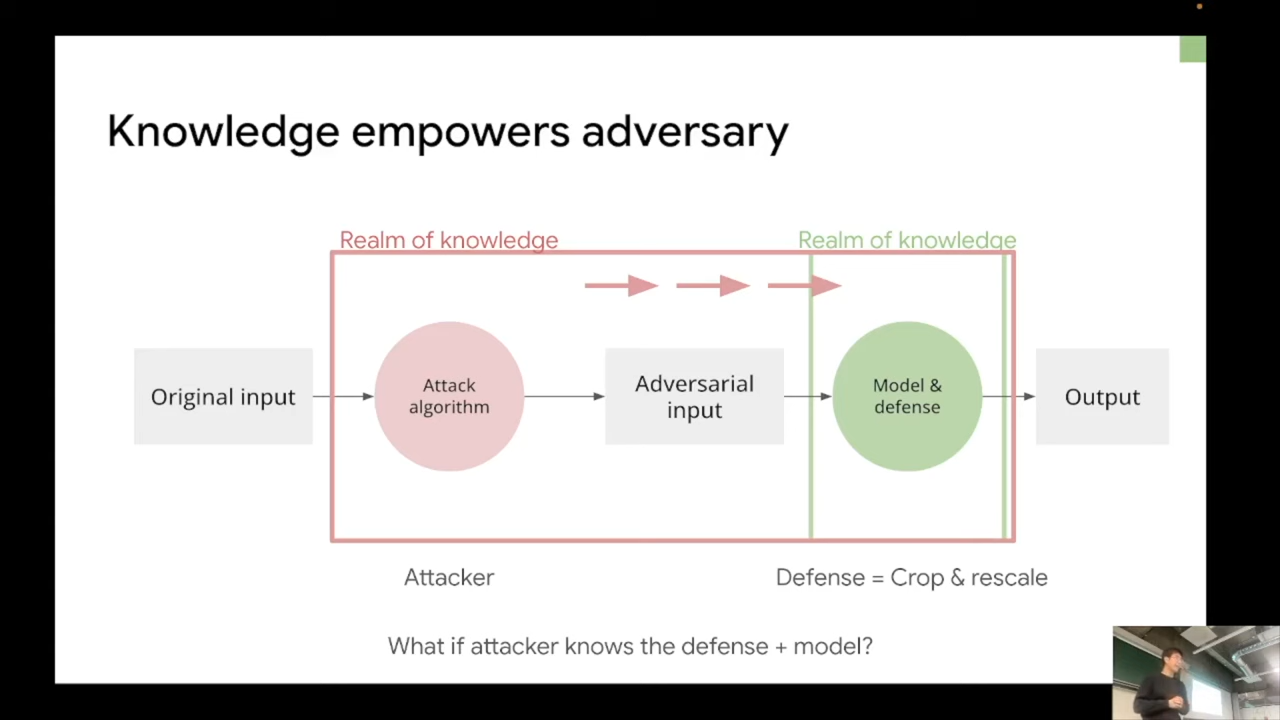 Knowledge empowers adversary
Realm of knowledge
Realm of knowledge
Original input
Attack
algorithm
Adversarial
input
Model &
defense
Output
Attacker
Defense = Crop & rescale
What if attacker knows the defense + model?